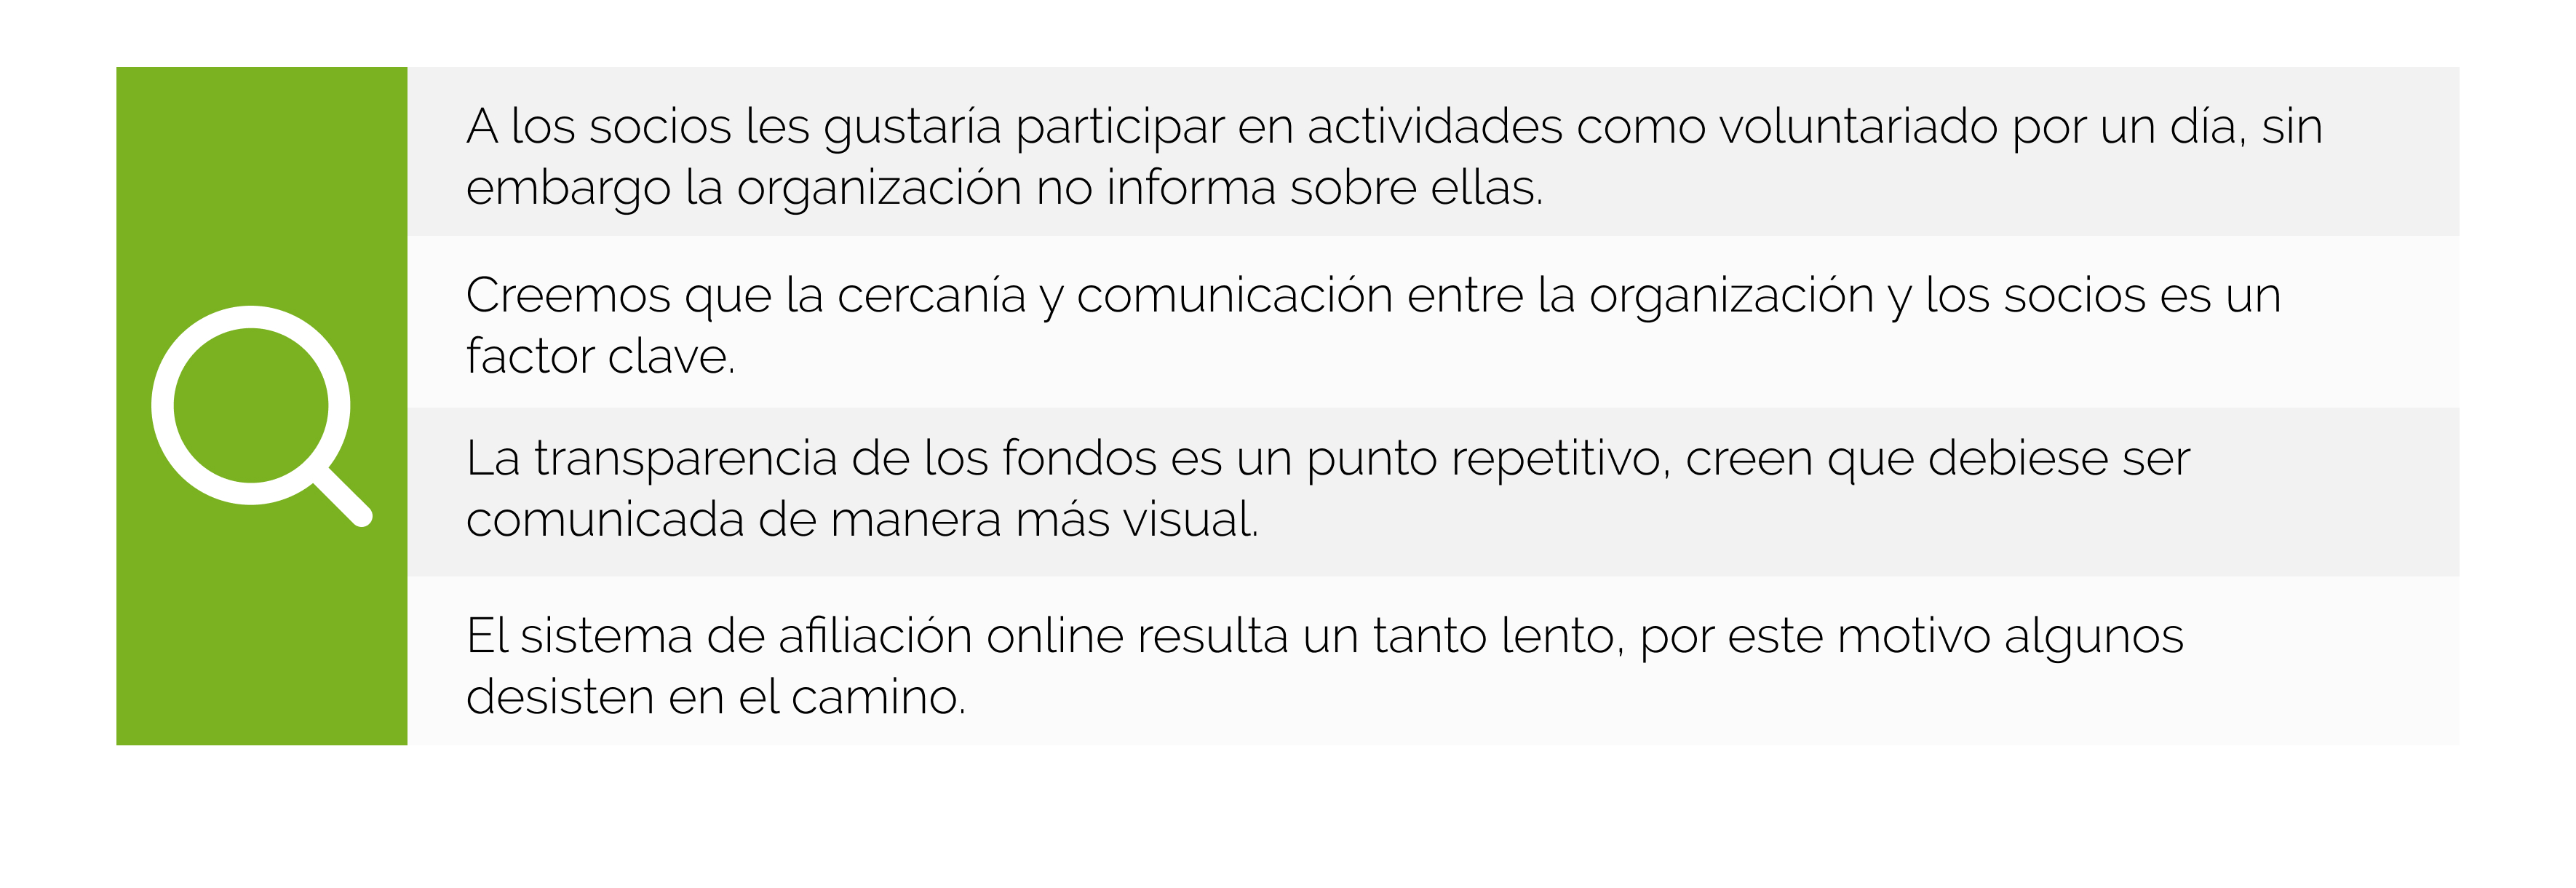 A los socios les gustaría participar en actividades como voluntariado por un día, sin
embargo la organización no informa sobre ellas.
Creemos que la cercanía y comunicación entre la organización y los socios es un
factor clave.
La transparencia de los fondos es un punto repetitivo, creen que debiese ser
comunicada de manera más visual.
El sistema de afiliación online resulta un tanto lento, por este motivo algunos
desisten en el camino.